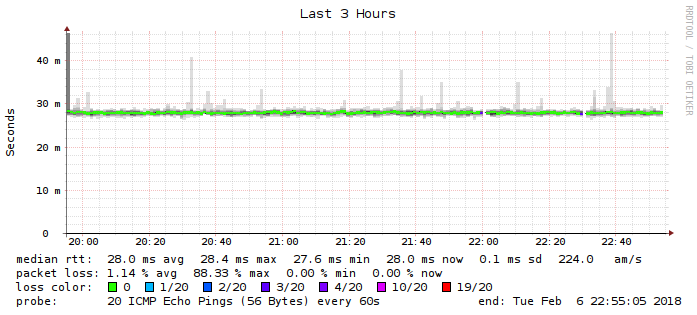 Last 3 Hours
RRDTOOL / TOBI OETIKER
Seconds
40 m
30 m
20 m
10 m
0
20:00 20:20 20:40 21:00 21:20 21:40 22:00 22:20 22:40
median rtt: 28.0 ms avg 28.4 ms max 27.6 ms min 28.0 ms now 0.1 ms sd 224.0 am/s
packet loss: 1.14 % avg 88.33 % max 0.00 % min 0.00 % now
loss color: 0 1/20 2/20 3/20 4/20 10/20 19/20
probe: 20 ICMP Echo Pings (56 Bytes) every 60s end: Tue Feb 6 22:55:05 2018